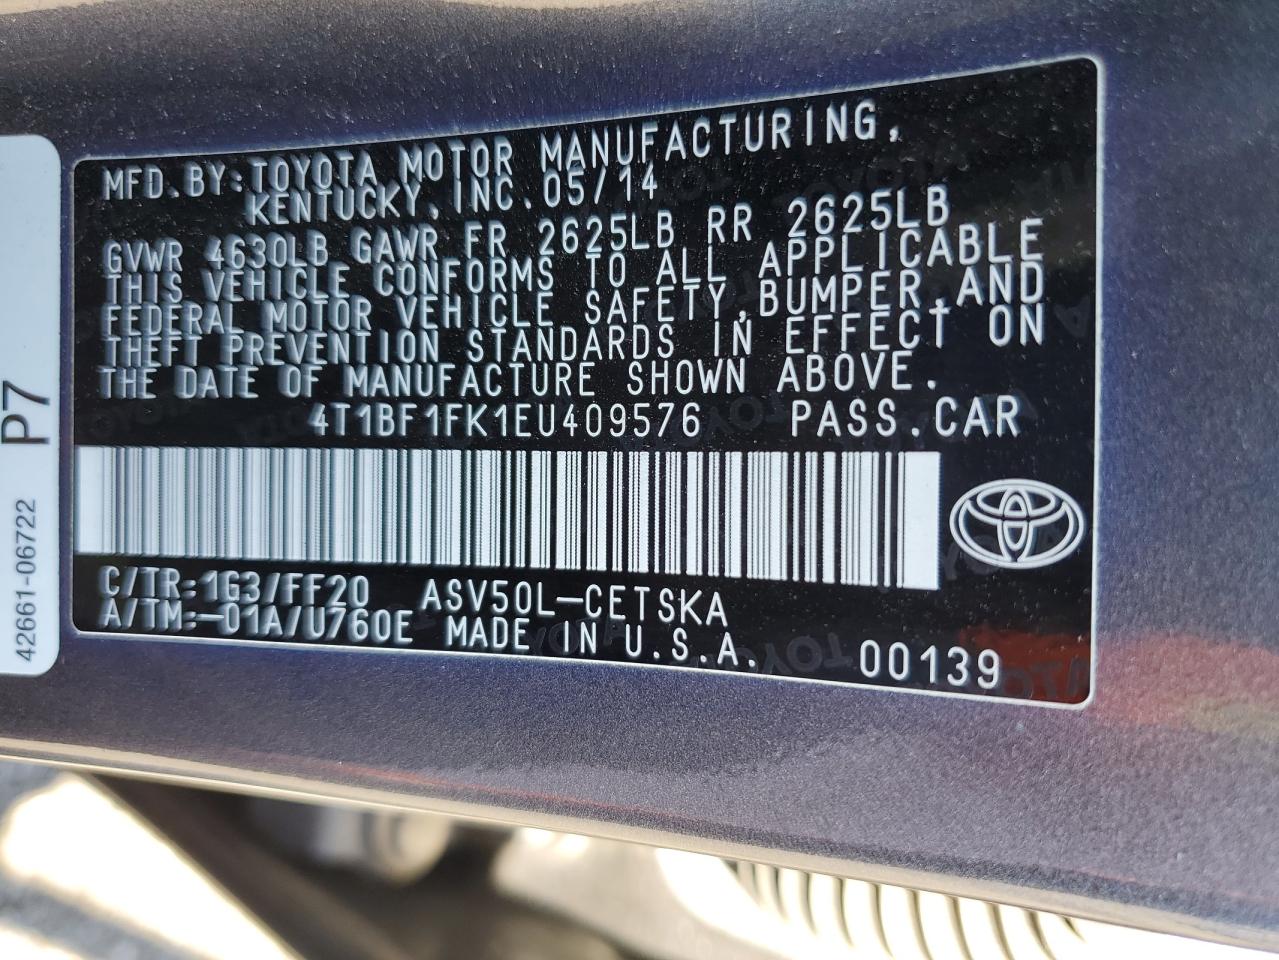 MFD.BY:TOYOTA MOTOR MANUFACTURING,
KENTUCKY, INC. 05/14
GVWR 4630LB GAWR FR 2625LB RR 2625LB
THIS VEHICLE CONFORMS TO ALL APPLICABLE
FEDERAL MOTOR VEHICLE SAFETY,BUMPER,AND
THEFT PREVENTION STANDARDS IN EFFECT ON
THE DATE OF MANUFACTURE SHOWN ABOVE.
4T1BF1FK1EU409576 PASS.CAR
C/TR:1G3/FF20 ASV50L-CETSKA
A/TM:-01A/U760E MADE IN U.S.A.
00139
P7
42661-06722